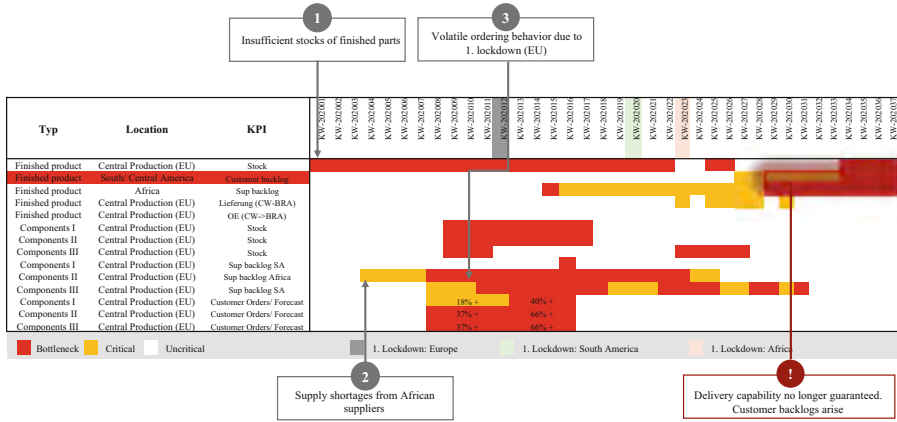 1
Insufficient stocks of finished parts
3
Volatile ordering behavior due to
1. lockdown (EU)
Typ
Location
KPI
KW-202001
KW-202002
KW-202003
KW-202004
KW-202005
KW-202006
KW-202007
KW-202008
KW-202009
KW-202010
KW-202011
KW-202012
KW-202013
KW-202014
KW-202015
KW-202016
KW-202017
KW-202018
KW-202019
KW-202020
KW-202021
KW-202022
KW-202023
KW-202024
KW-202025
KW-202026
KW-202027
KW-202028
KW-202029
KW-202030
KW-202031
KW-202032
KW-202033
KW-202034
KW-202035
KW-202036
KW-202037
Finished product Central Production (EU) Stock
Finished product South/ Central America Customer backlog
Finished product Africa Sup backlog
Finished product Central Production (EU) Lieferung (CW-BRA)
Finished product Central Production (EU) OE (CW->BRA)
Components I Central Production (EU) Stock
Components II Central Production (EU) Stock
Components III Central Production (EU) Stock
Components I Central Production (EU) Sup backlog SA
Components II Central Production (EU) Sup backlog Africa
Components III Central Production (EU) Sup backlog SA
Components I Central Production (EU) Customer Orders/ Forecast 18% + 40% +
Components II Central Production (EU) Customer Orders/ Forecast 37% + 66% +
Components III Central Production (EU) Customer Orders/ Forecast 37% + 66% +
Bottleneck Critical Uncritical 1. Lockdown: Europe 1. Lockdown: South America 1. Lockdown: Africa
2
Supply shortages from African
suppliers
!
Delivery capability no longer guaranteed.
Customer backlogs arise